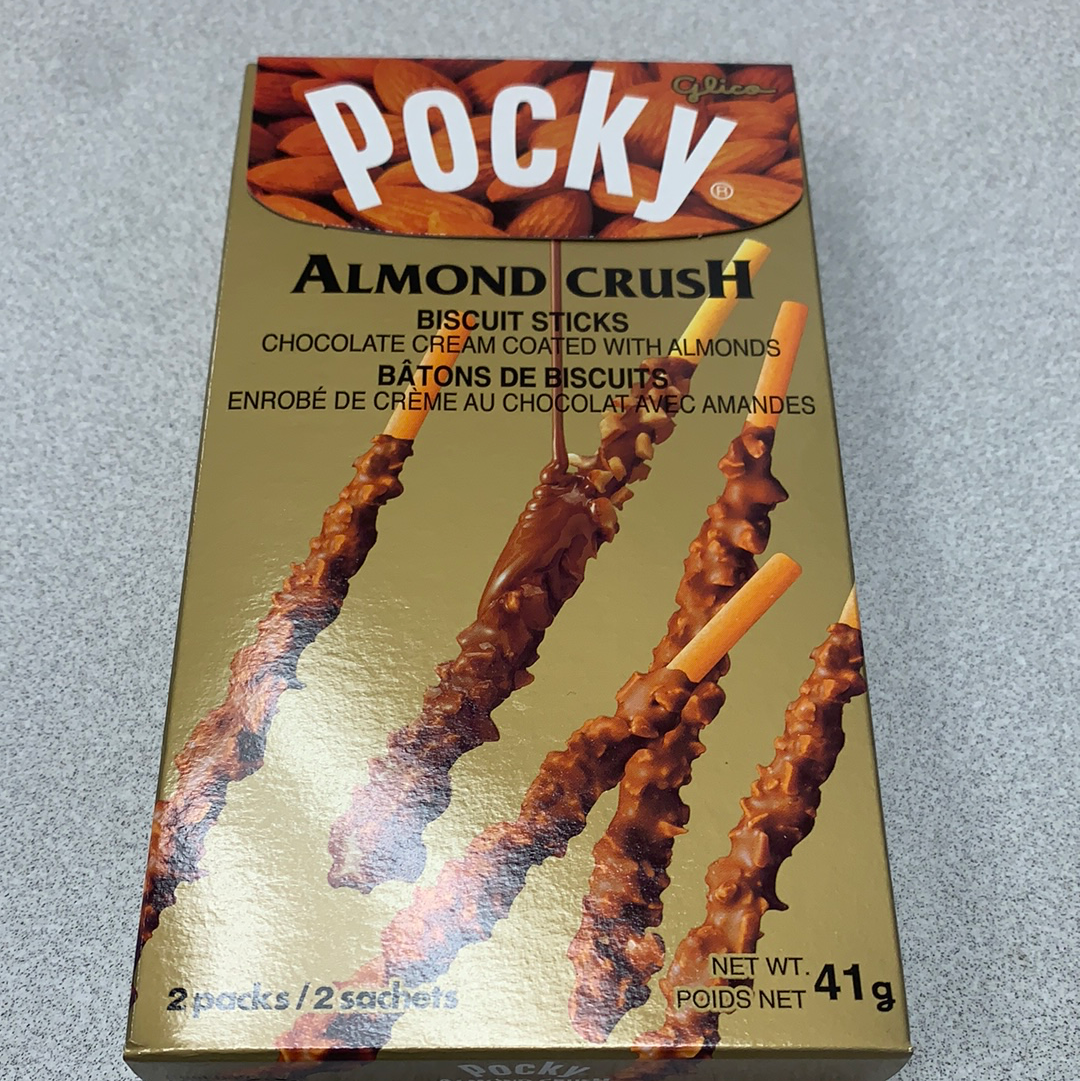 Glico
POCKY®
ALMOND CRUSH
BISCUIT STICKS
CHOCOLATE CREAM COATED WITH ALMONDS
BÂTONS DE BISCUITS
ENROBÉ DE CRÈME AU CHOCOLAT AVEC AMANDES
2 packs / 2 sachets
NET WT.
POIDS NET 41g
POCKY